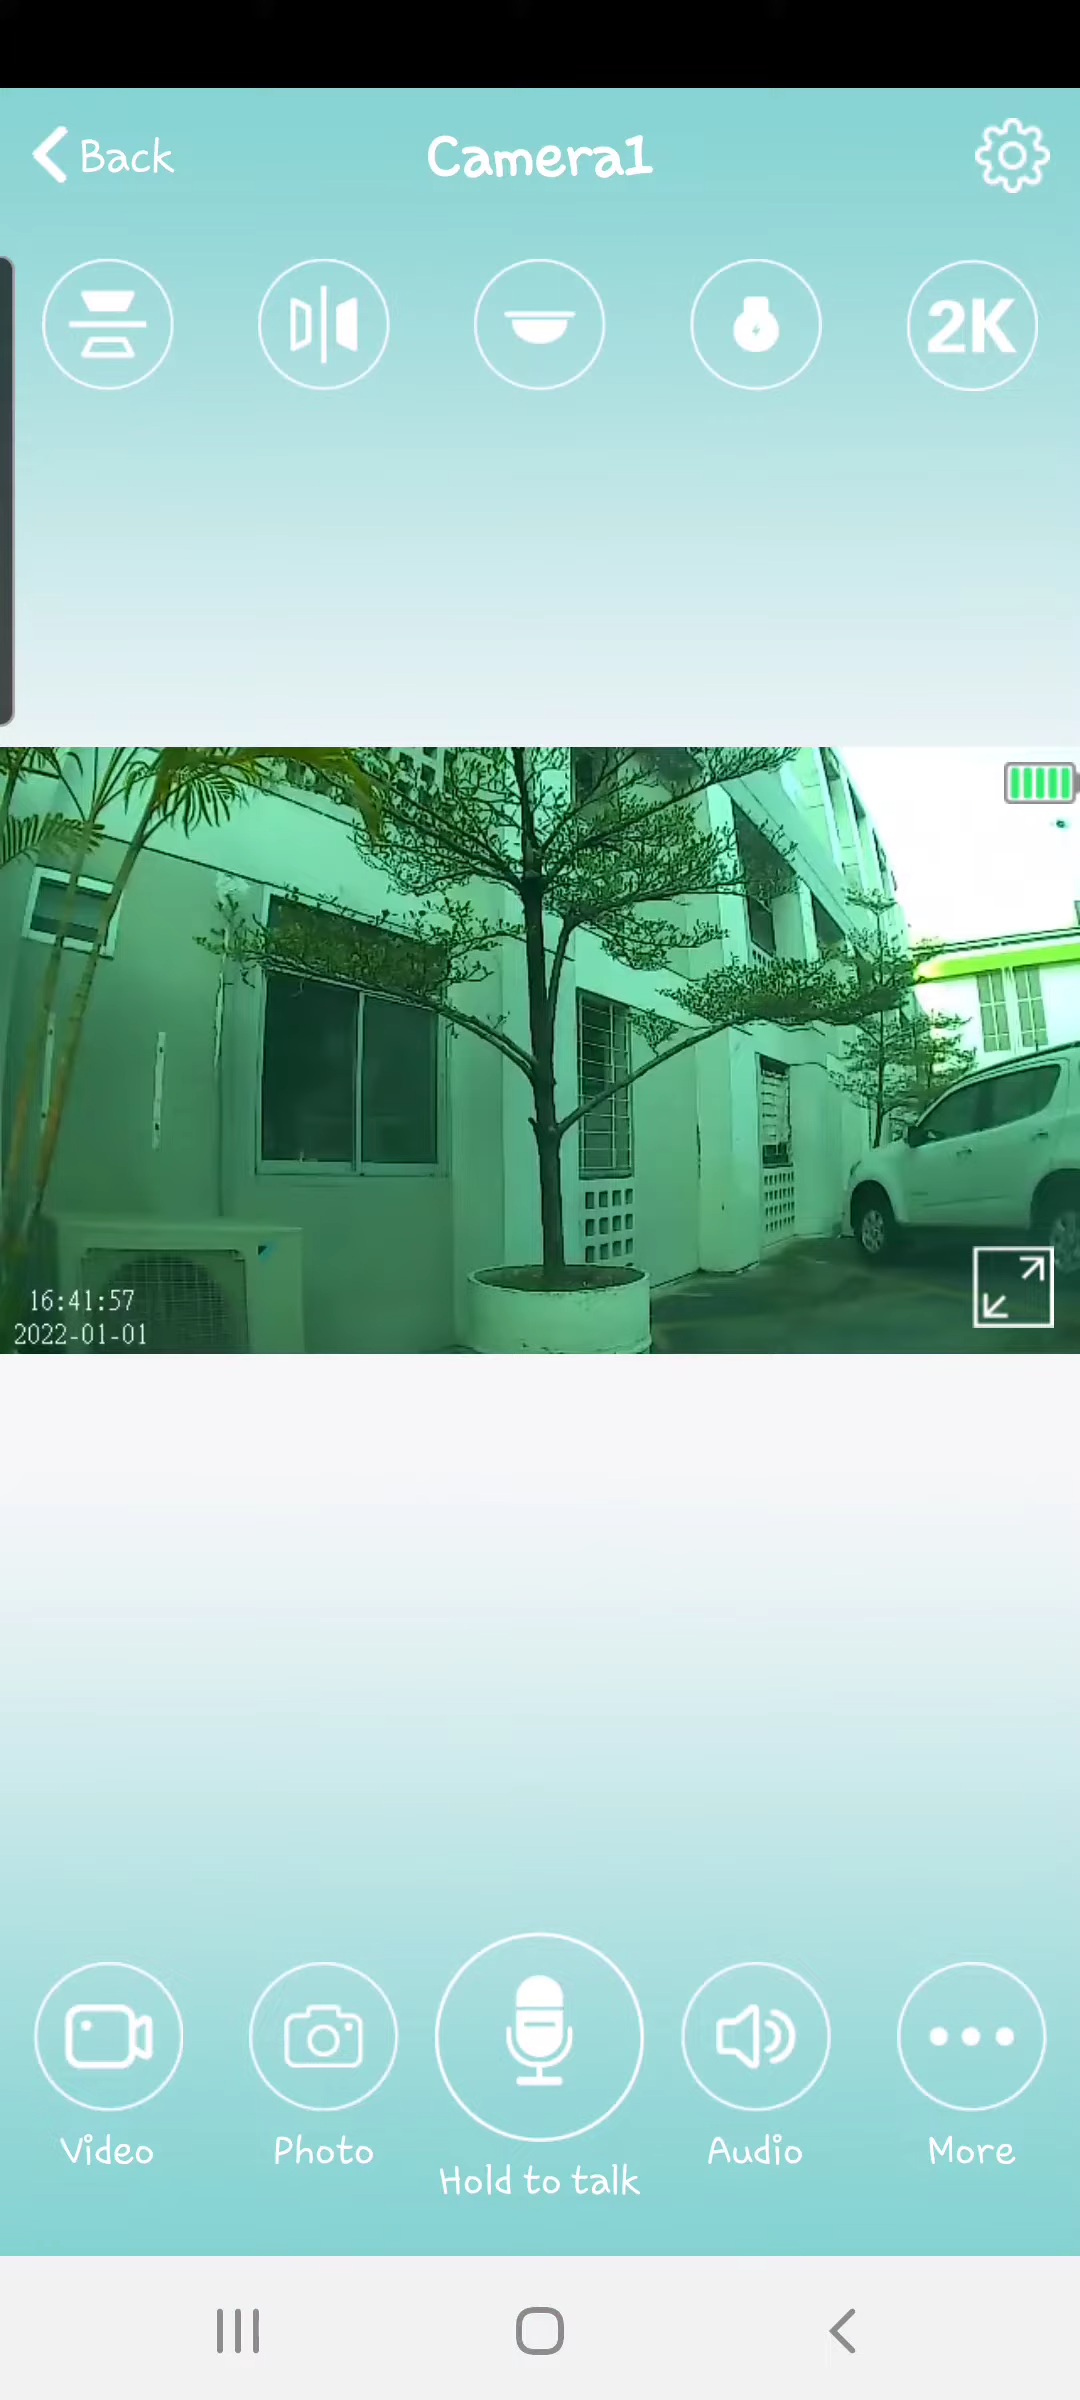 Back
Camera1
2K
16:41:57
2022-01-01
Video
Photo
Hold to talk
Audio
More